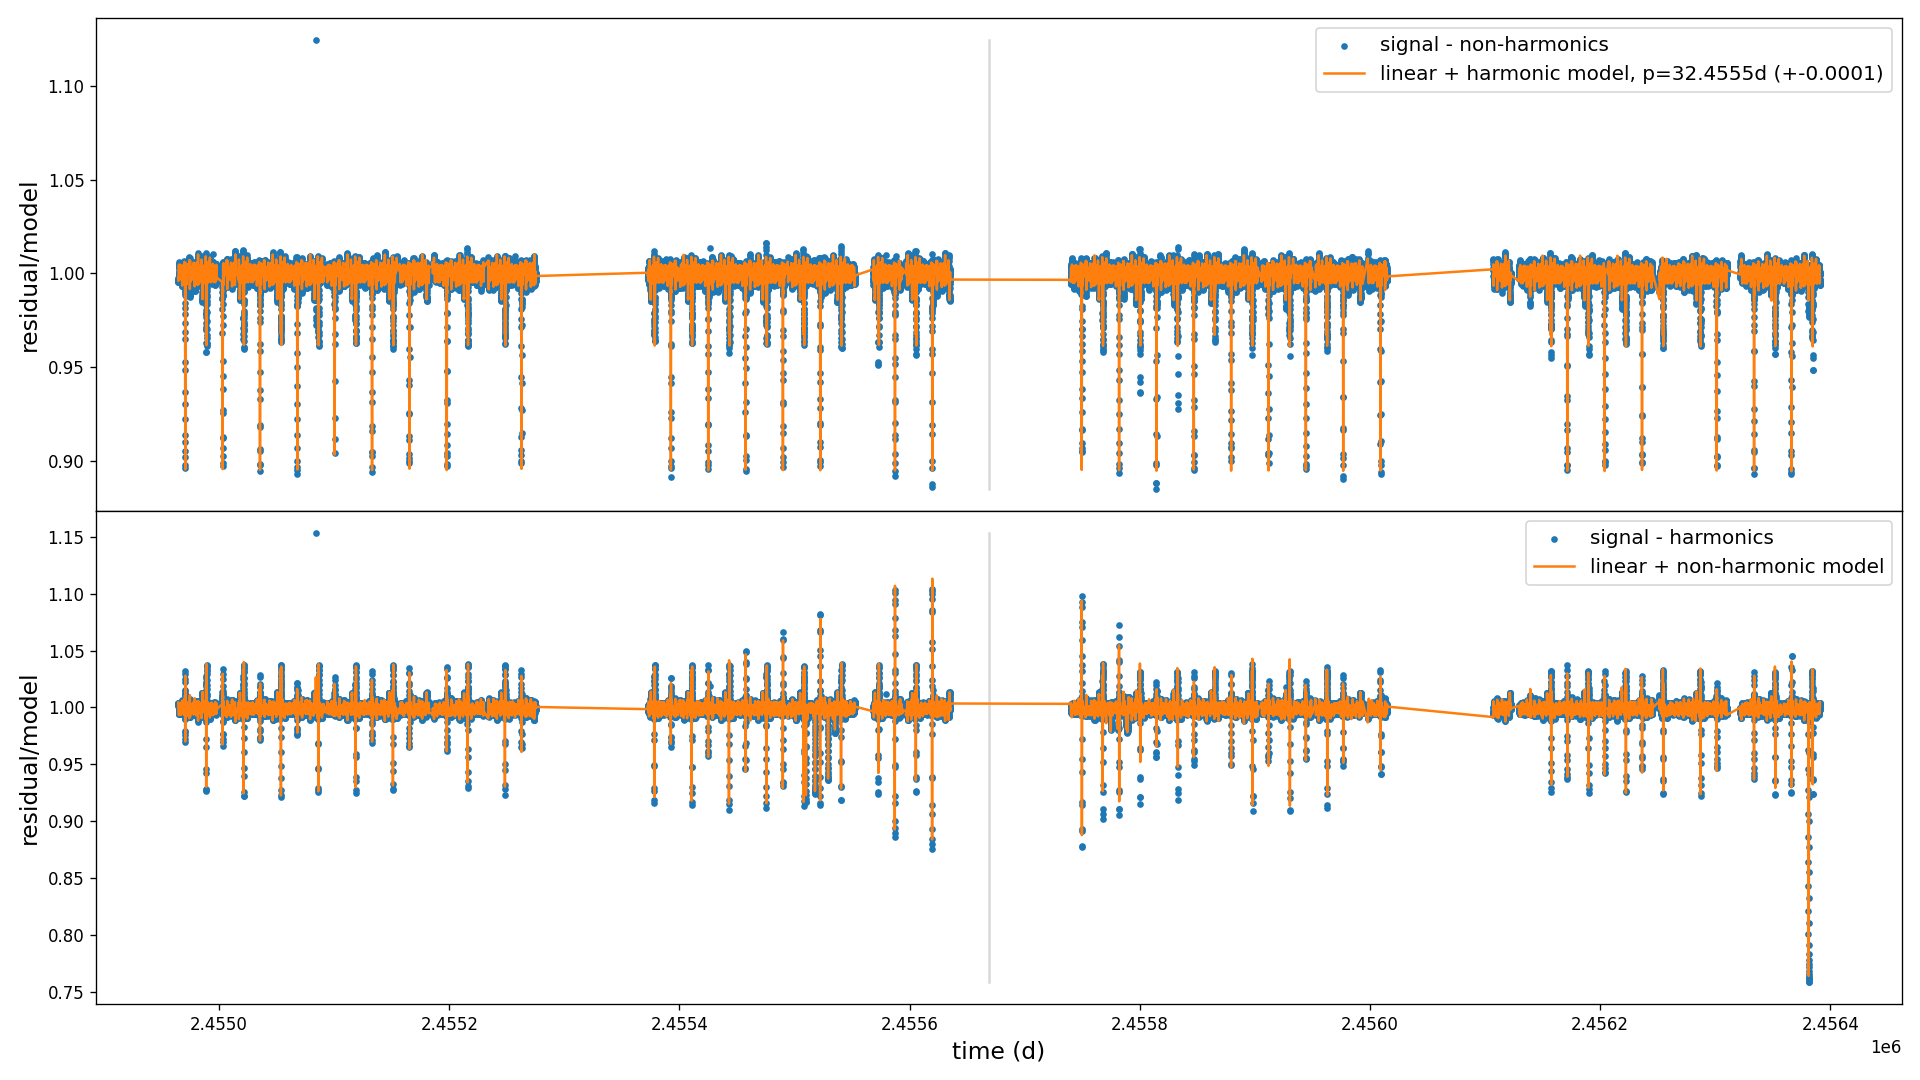 signal - non-harmonics
linear + harmonic model, p=32.4555d (+-0.0001)
1.10
1.05
1.00
0.95
0.90
residual/model
signal - harmonics
linear + non-harmonic model
1.15
1.10
1.05
1.00
0.95
0.90
0.85
0.80
0.75
residual/model
2.4550 2.4552 2.4554 2.4556 2.4558 2.4560 2.4562 2.4564
1e6
time (d)